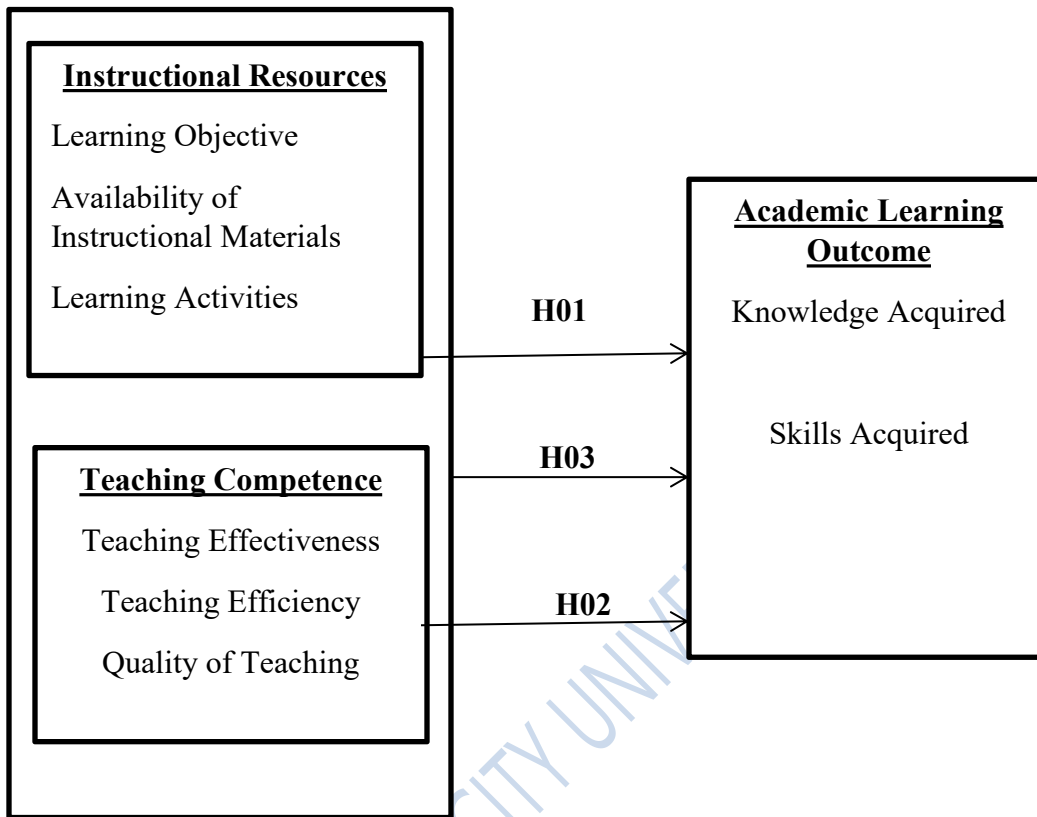 Instructional Resources
Learning Objective
Availability of
Instructional Materials
Learning Activities
Teaching Competence
Teaching Effectiveness
Teaching Efficiency
Quality of Teaching
H01
H03
H02
Academic Learning
Outcome
Knowledge Acquired
Skills Acquired
CITY